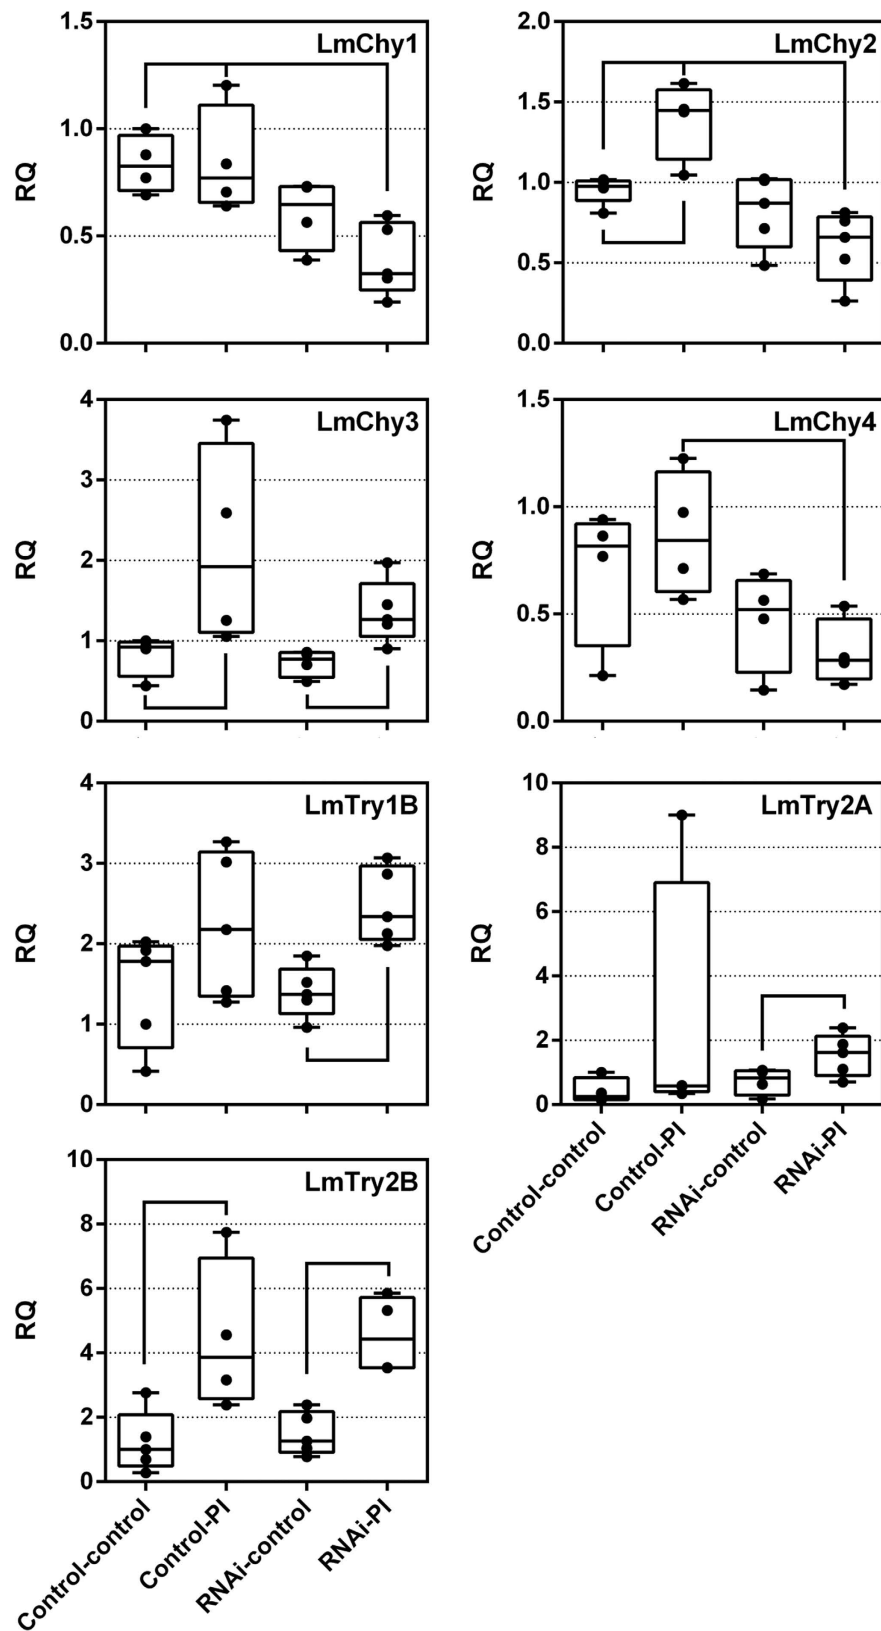 LmChy1
RQ
1.5
1.0
0.5
0.0
LmChy2
RQ
2.0
1.5
1.0
0.5
0.0
LmChy3
RQ
4
3
2
1
0
LmChy4
RQ
1.5
1.0
0.5
0.0
LmTry1B
RQ
4
3
2
1
0
LmTry2A
RQ
10
8
6
4
2
0
Control-control
Control-PI
RNAi-control
RNAi-PI
LmTry2B
RQ
10
8
6
4
2
0
Control-control
Control-PI
RNAi-control
RNAi-PI